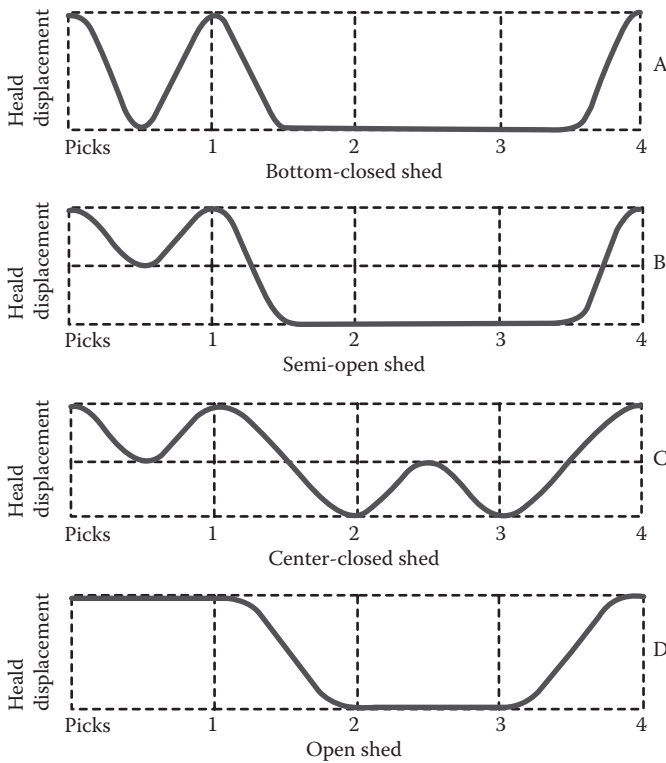 Heald
displacement
A
Picks 1 2 3 4
Bottom-closed shed
Heald
displacement
B
Picks 1 2 3 4
Semi-open shed
Heald
displacement
C
Picks 1 2 3 4
Center-closed shed
Heald
displacement
D
Picks 1 2 3 4
Open shed